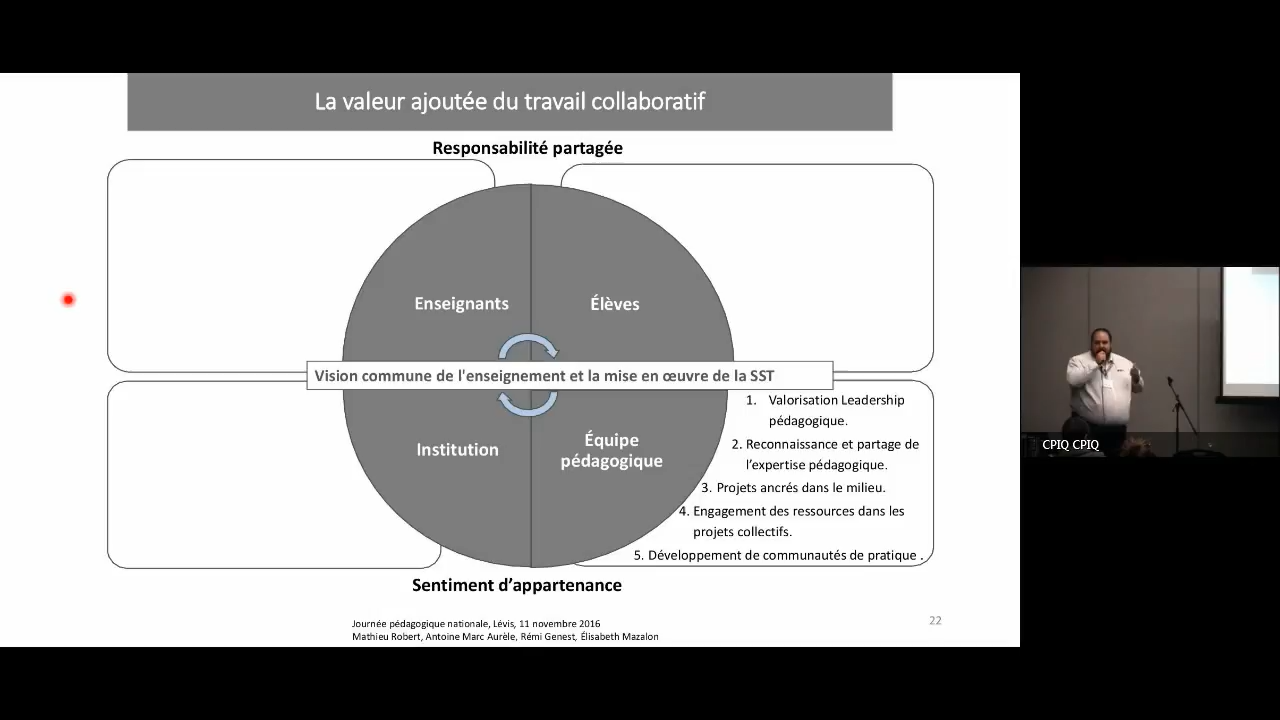 La valeur ajoutée du travail collaboratif
Responsabilité partagée
Enseignants
Élèves
Vision commune de l'enseignement et la mise en œuvre de la SST
Institution
Équipe
pédagogique
1. Valorisation Leadership
pédagogique.
2. Reconnaissance et partage de
l’expertise pédagogique.
3. Projets ancrés dans le milieu.
4. Engagement des ressources dans les
projets collectifs.
5. Développement de communautés de pratique .
Sentiment d’appartenance
Journée pédagogique nationale, Lévis, 11 novembre 2016
Mathieu Robert, Antoine Marc Aurèle, Rémi Genest, Élisabeth Mazalon
22
CPIQ CPIQ